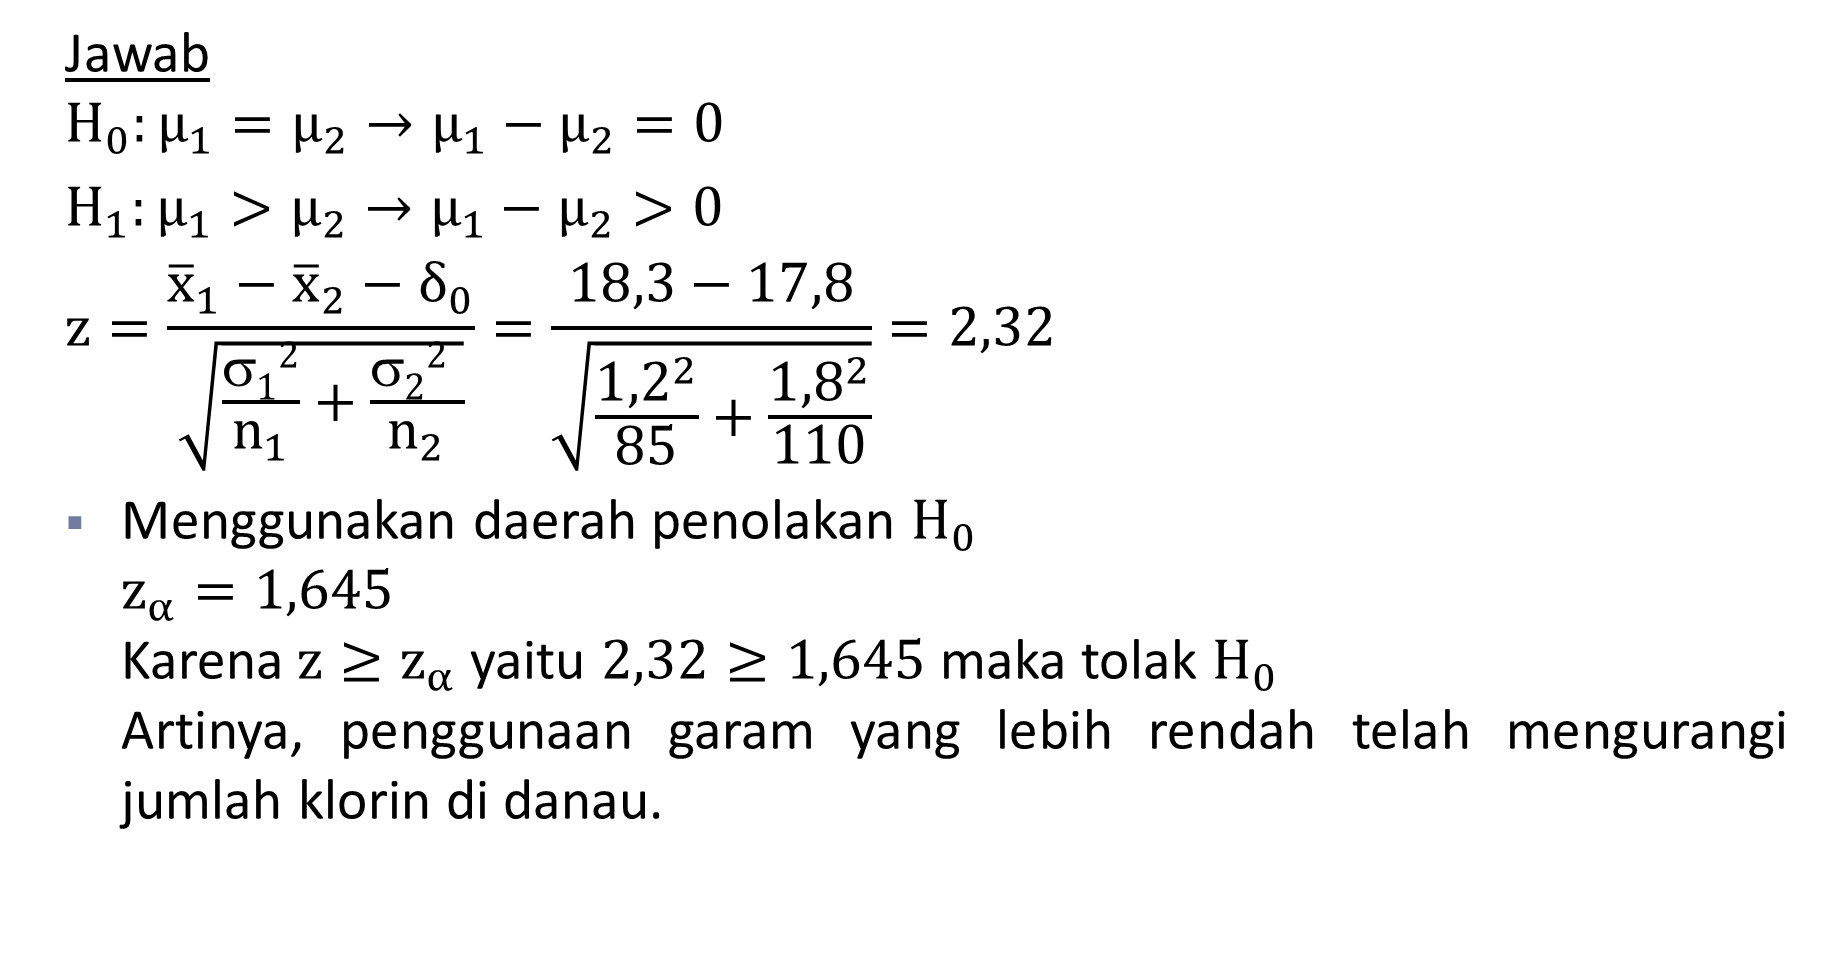 Jawab
H₀: μ₁ = μ₂ → μ₁ − μ₂ = 0
H₁: μ₁ > μ₂ → μ₁ − μ₂ > 0
z = (x̄₁ − x̄₂ − δ₀) / √(σ₁²/n₁ + σ₂²/n₂) = (18,3 − 17,8) / √(1,2²/85 + 1,8²/110) = 2,32
▪ Menggunakan daerah penolakan H₀
z_α = 1,645
Karena z ≥ z_α yaitu 2,32 ≥ 1,645 maka tolak H₀
Artinya, penggunaan garam yang lebih rendah telah mengurangi
jumlah klorin di danau.